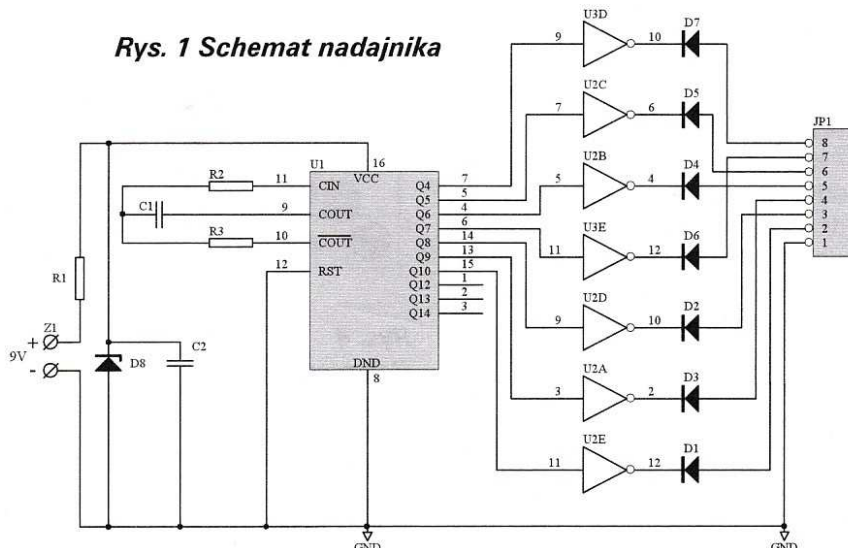 Rys. 1 Schemat nadajnika
U3D
9 10
D7
U2C
7 6
D5
U2B
5 4
D4
U3E
11 12
D6
U2D
9 10
D2
U2A
3 2
D3
U2E
11 12
D1
JP1
8
7
6
5
4
3
2
1
U1
16
VCC
R2
11 CIN
C1
9 COUT
R3
10 COUT
12 RST
Q4 7
Q5 5
Q6 4
Q7 6
Q8 14
Q9 13
Q10 15
Q12 1
Q13 2
Q14 3
DND
8
R1
Z1
+
9V
-
D8
C2
GND
GND